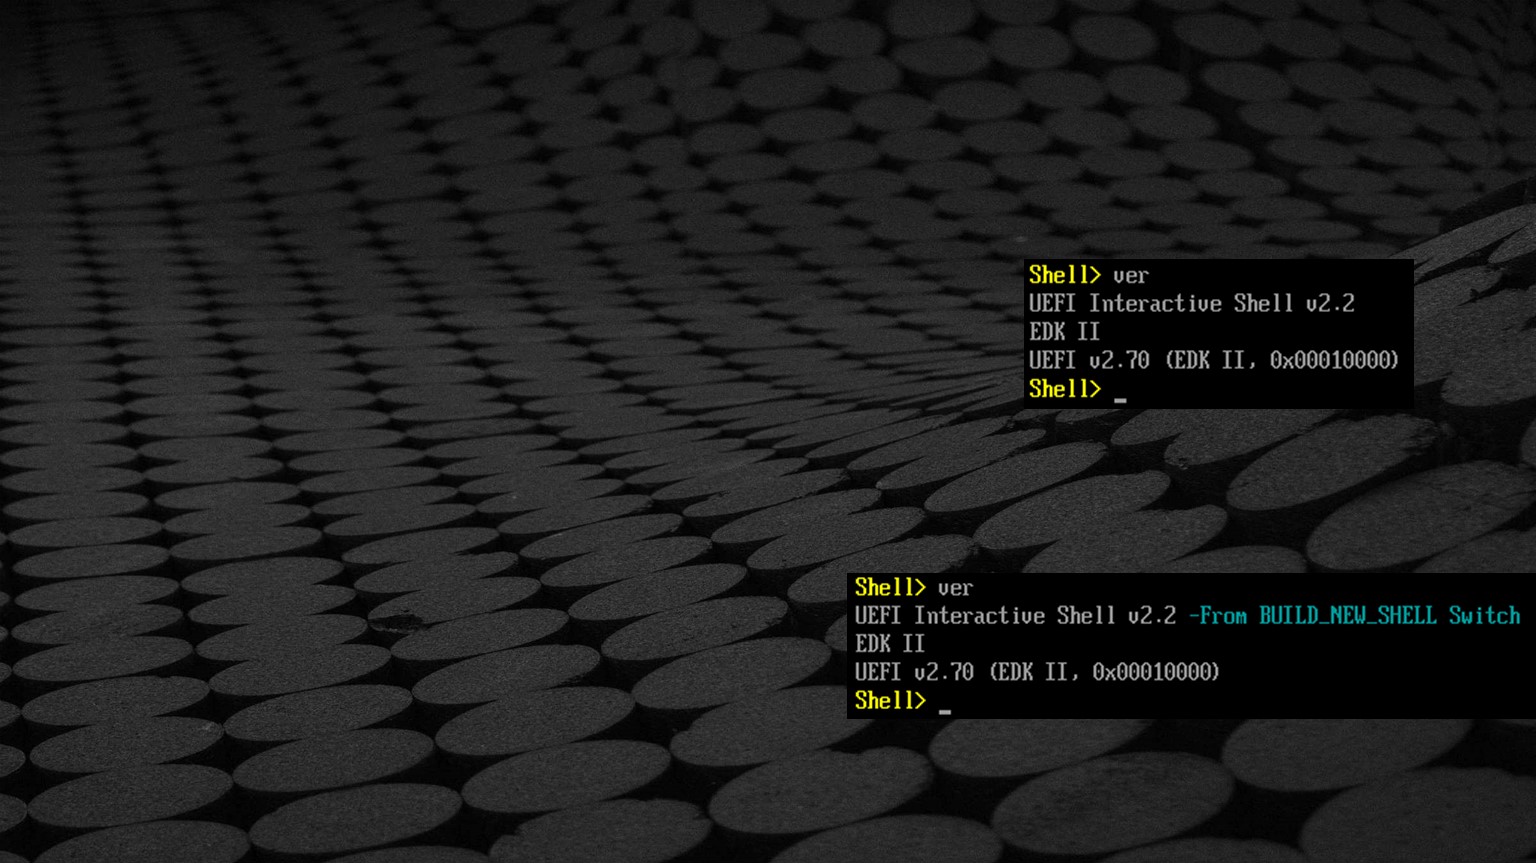 Shell> ver
UEFI Interactive Shell v2.2
EDK II
UEFI v2.70 (EDK II, 0x00010000)
Shell> _
Shell> ver
UEFI Interactive Shell v2.2 -From BUILD_NEW_SHELL Switch
EDK II
UEFI v2.70 (EDK II, 0x00010000)
Shell> _